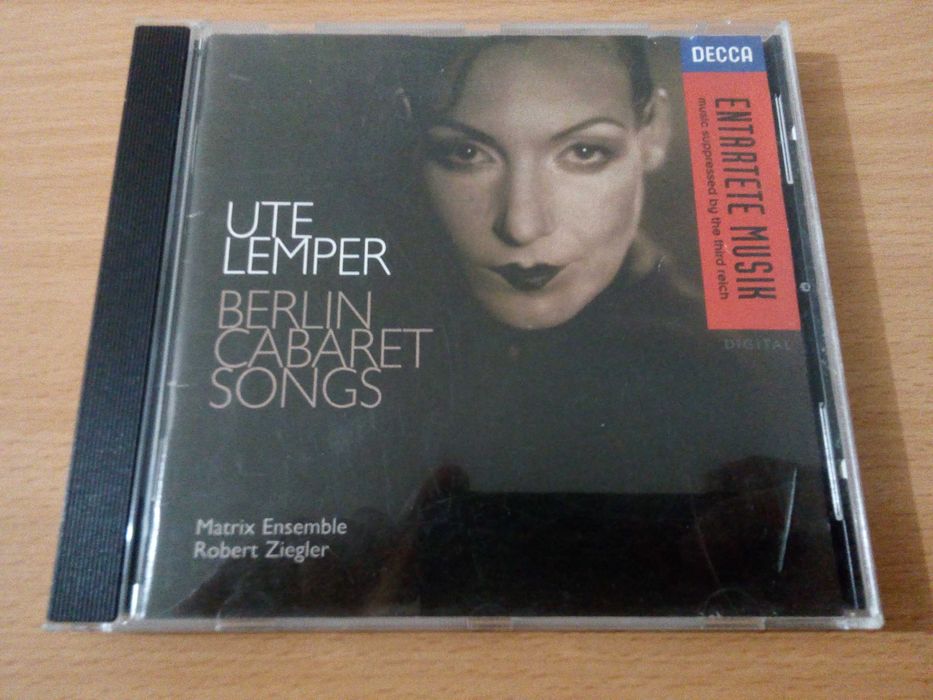 DECCA
ENTARTETE MUSIK
music suppressed by the third reich
DIGITAL
UTE
LEMPER
BERLIN
CABARET
SONGS
Matrix Ensemble
Robert Ziegler